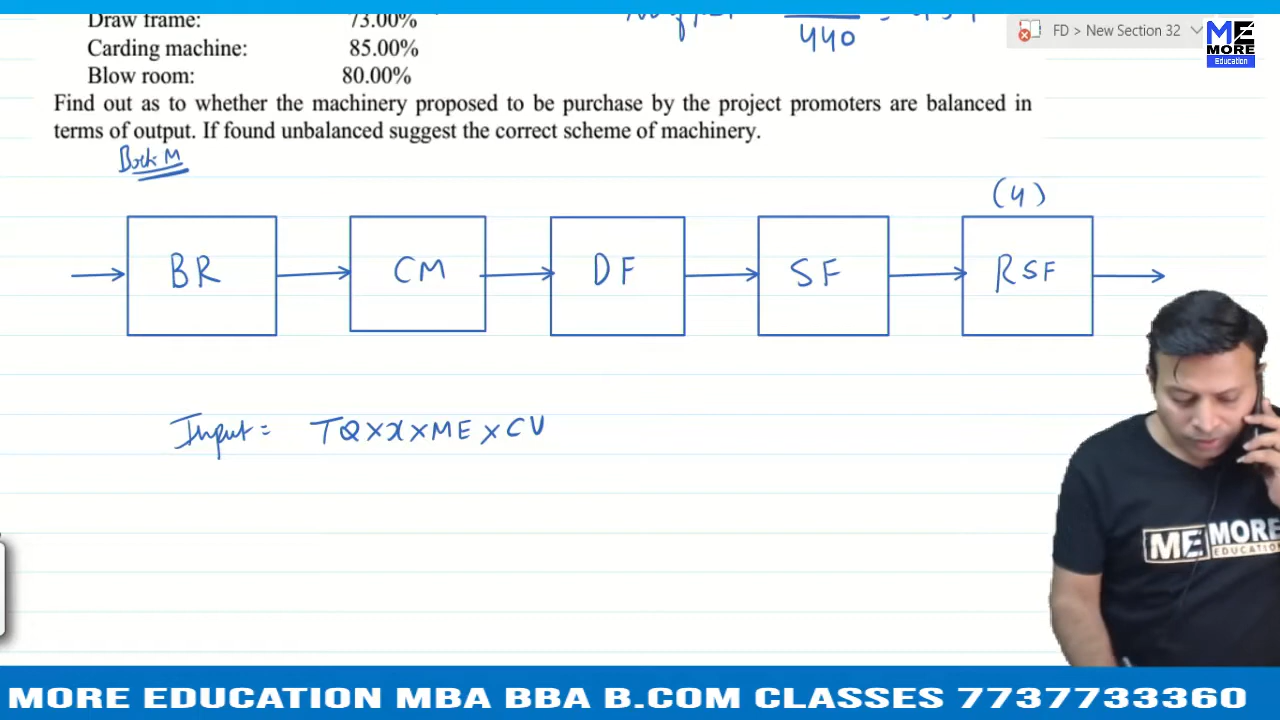 Draw frame: 73.00%
440
FD > New Section 32
Carding machine: 85.00%
ME
MORE
Education
Blow room: 80.00%
Find out as to whether the machinery proposed to be purchase by the project promoters are balanced in
terms of output. If found unbalanced suggest the correct scheme of machinery.
(4)
BR
CM
DF
SF
RSF
Input = TQ×x×ME×CV
ME MORE
EDUCATION
MORE EDUCATION MBA BBA B.COM CLASSES 7737733360